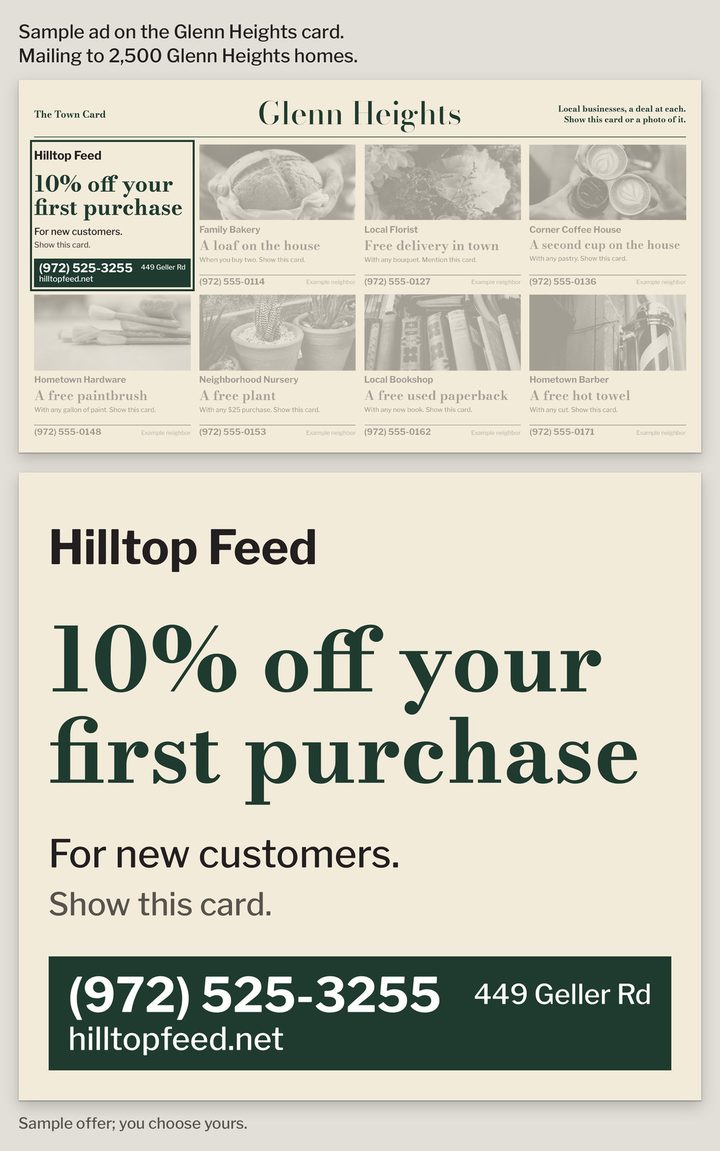 Sample ad on the Glenn Heights card.
Mailing to 2,500 Glenn Heights homes.
The Town Card
Glenn Heights
Local businesses, a deal at each.
Show this card or a photo of it.
Hilltop Feed
10% off your
first purchase
For new customers.
Show this card.
(972) 525-3255 449 Geller Rd
hilltopfeed.net
Family Bakery
A loaf on the house
When you buy two. Show this card.
(972) 555-0114 Example neighbor
Local Florist
Free delivery in town
With any bouquet. Mention this card.
(972) 555-0127 Example neighbor
Corner Coffee House
A second cup on the house
With any pastry. Show this card.
(972) 555-0136 Example neighbor
Hometown Hardware
A free paintbrush
With any gallon of paint. Show this card.
(972) 555-0148 Example neighbor
Neighborhood Nursery
A free plant
With any $25 purchase. Show this card.
(972) 555-0153 Example neighbor
Local Bookshop
A free used paperback
With any new book. Show this card.
(972) 555-0162 Example neighbor
Hometown Barber
A free hot towel
With any cut. Show this card.
(972) 555-0171 Example neighbor
Hilltop Feed
10% off your
first purchase
For new customers.
Show this card.
(972) 525-3255 449 Geller Rd
hilltopfeed.net
Sample offer; you choose yours.